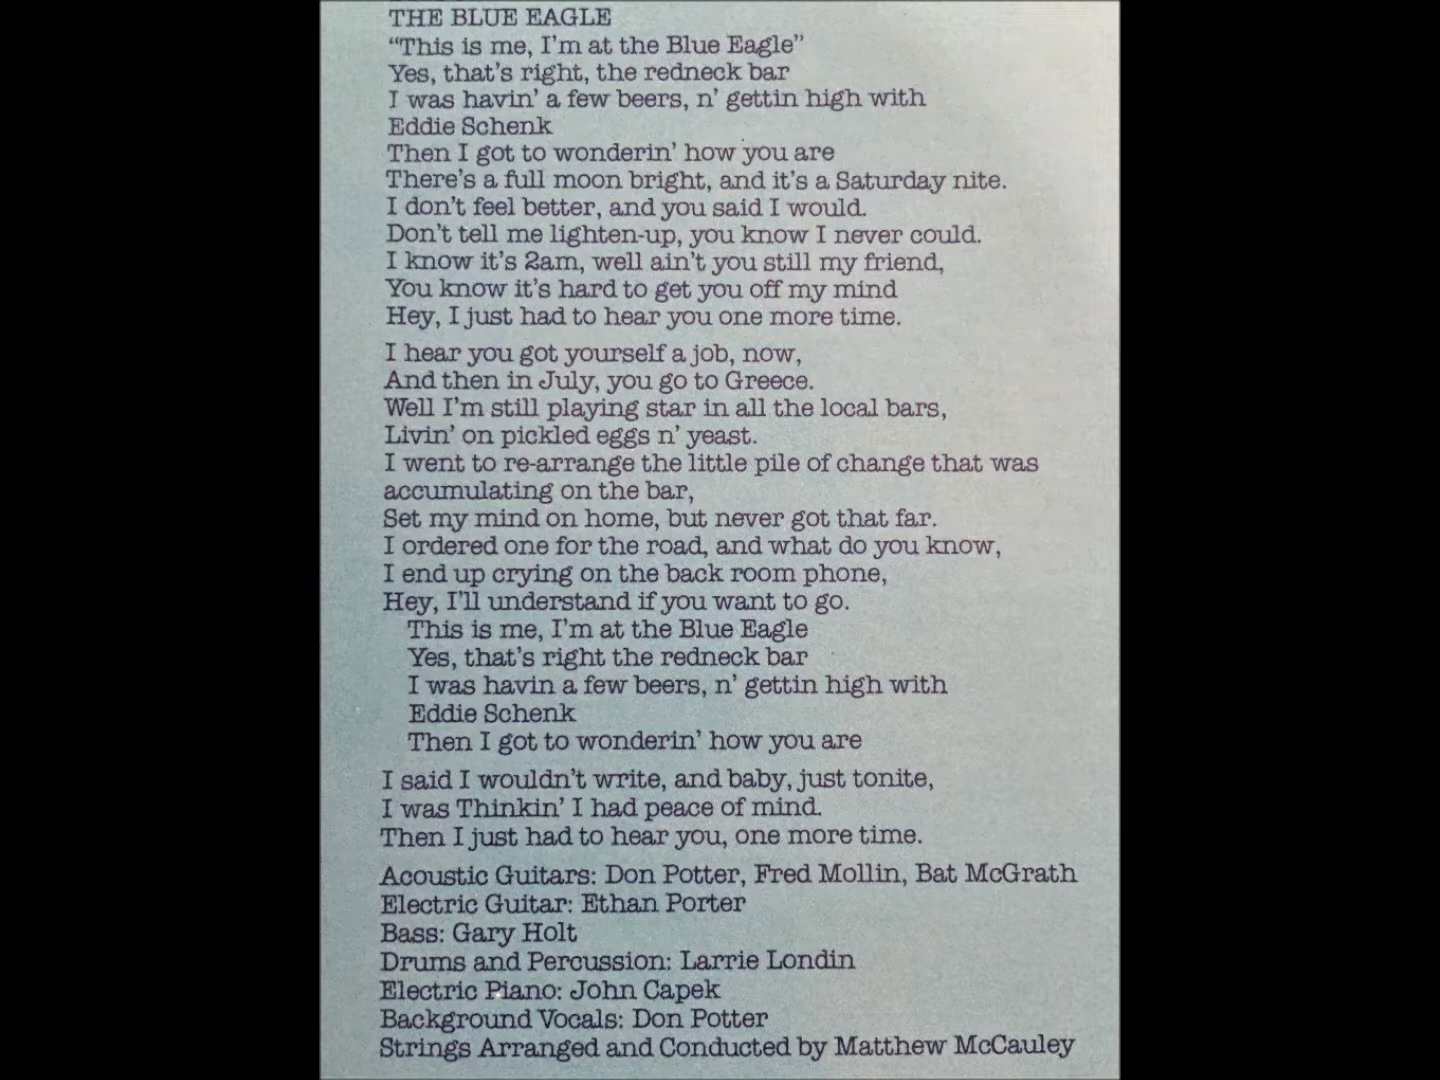 THE BLUE EAGLE
“This is me, I’m at the Blue Eagle”
Yes, that’s right, the redneck bar
I was havin’ a few beers, n’ gettin high with
Eddie Schenk
Then I got to wonderin’ how you are
There’s a full moon bright, and it’s a Saturday nite.
I don’t feel better, and you said I would.
Don’t tell me lighten-up, you know I never could.
I know it’s 2am, well ain’t you still my friend,
You know it’s hard to get you off my mind
Hey, I just had to hear you one more time.
I hear you got yourself a job, now,
And then in July, you go to Greece.
Well I’m still playing star in all the local bars,
Livin’ on pickled eggs n’ yeast.
I went to re-arrange the little pile of change that was
accumulating on the bar,
Set my mind on home, but never got that far.
I ordered one for the road, and what do you know,
I end up crying on the back room phone,
Hey, I’ll understand if you want to go.
This is me, I’m at the Blue Eagle
Yes, that’s right the redneck bar
I was havin a few beers, n’ gettin high with
Eddie Schenk
Then I got to wonderin’ how you are
I said I wouldn’t write, and baby, just tonite,
I was Thinkin’ I had peace of mind.
Then I just had to hear you, one more time.
Acoustic Guitars: Don Potter, Fred Mollin, Bat McGrath
Electric Guitar: Ethan Porter
Bass: Gary Holt
Drums and Percussion: Larrie Londin
Electric Piano: John Capek
Background Vocals: Don Potter
Strings Arranged and Conducted by Matthew McCauley